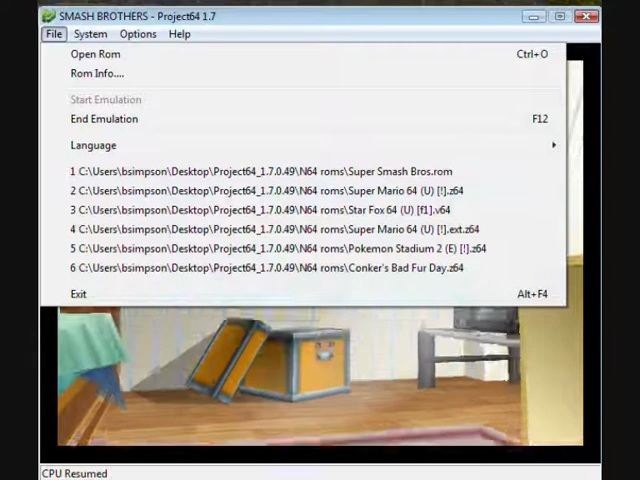 SMASH BROTHERS - Project64 1.7
File System Options Help
Open Rom Ctrl+O
Rom Info....
Start Emulation
End Emulation F12
Language
1 C:\Users\bsimpson\Desktop\Project64_1.7.0.49\N64 roms\Super Smash Bros.rom
2 C:\Users\bsimpson\Desktop\Project64_1.7.0.49\N64 roms\Super Mario 64 (U) [!].z64
3 C:\Users\bsimpson\Desktop\Project64_1.7.0.49\N64 roms\Star Fox 64 (U) [f1].v64
4 C:\Users\bsimpson\Desktop\Project64_1.7.0.49\N64 roms\Super Mario 64 (U) [!].ext.z64
5 C:\Users\bsimpson\Desktop\Project64_1.7.0.49\N64 roms\Pokemon Stadium 2 (E) [!].z64
6 C:\Users\bsimpson\Desktop\Project64_1.7.0.49\N64 roms\Conker's Bad Fur Day.z64
Exit Alt+F4
CPU Resumed